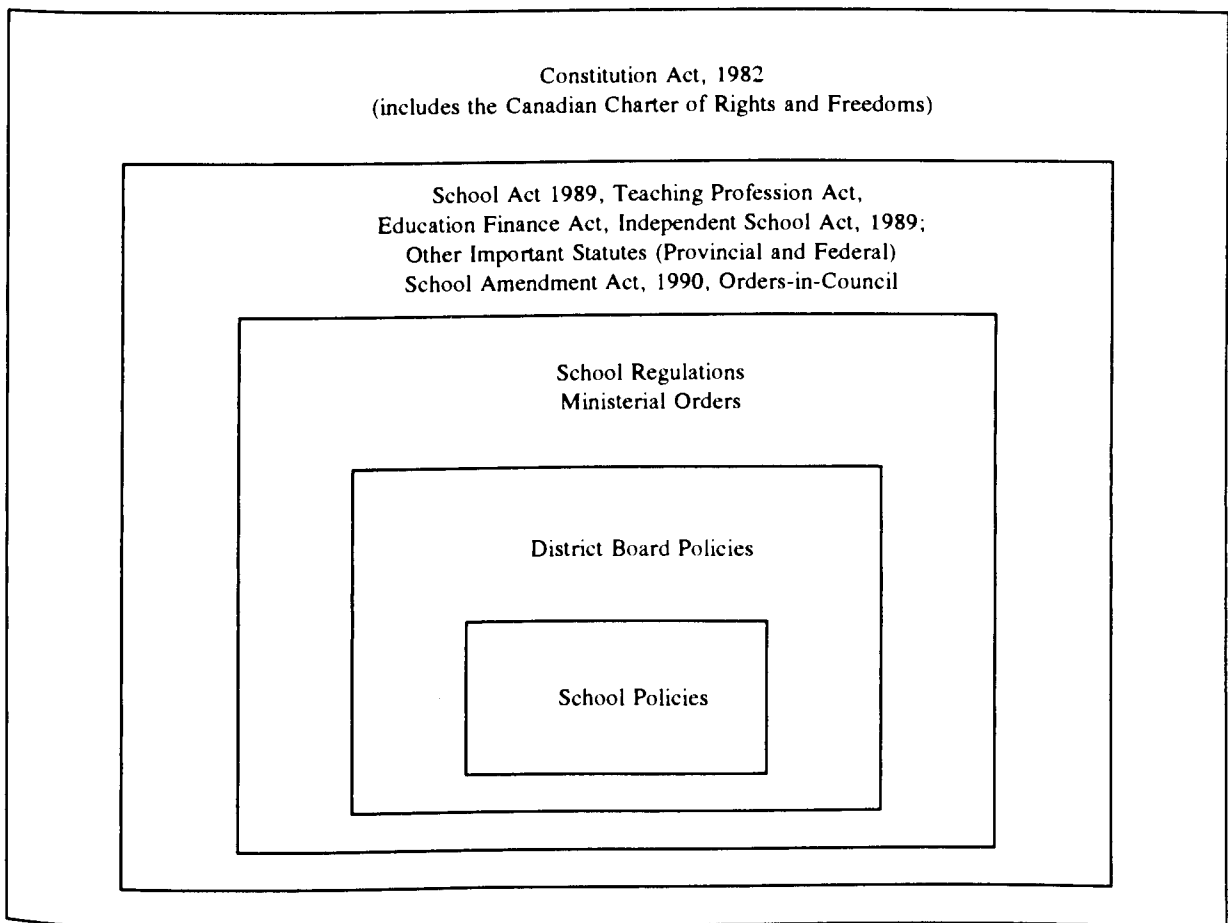 Constitution Act, 1982
(includes the Canadian Charter of Rights and Freedoms)
School Act 1989, Teaching Profession Act,
Education Finance Act, Independent School Act, 1989;
Other Important Statutes (Provincial and Federal)
School Amendment Act, 1990, Orders-in-Council
School Regulations
Ministerial Orders
District Board Policies
School Policies